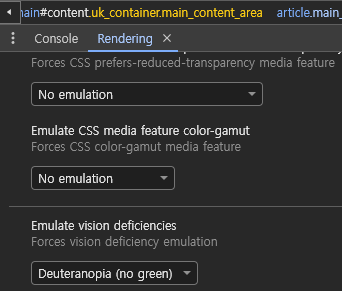 main#content.uk_container.main_content_area article.main_
Console Rendering
Forces CSS prefers-reduced-transparency media feature
No emulation
Emulate CSS media feature color-gamut
Forces CSS color-gamut media feature
No emulation
Emulate vision deficiencies
Forces vision deficiency emulation
Deuteranopia (no green)